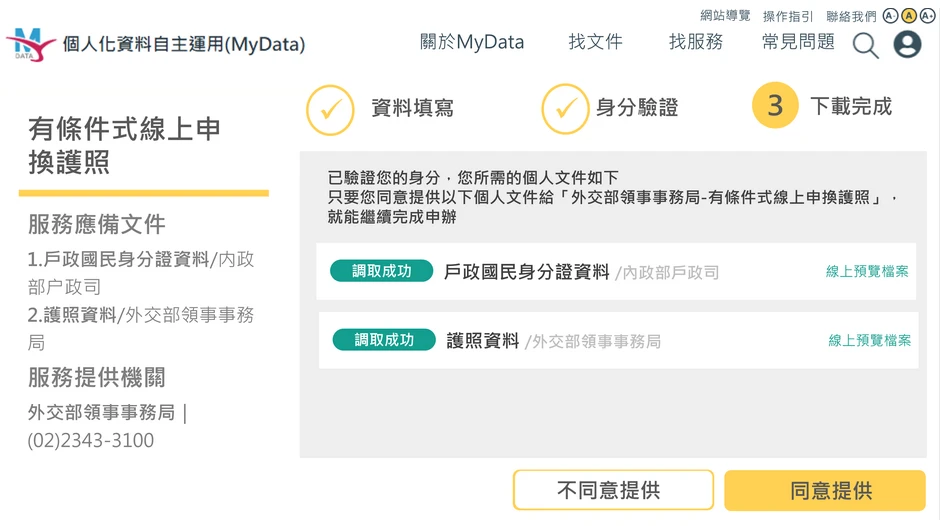 網站導覽 操作指引 聯絡我們 A- A A+
M DATA 個人化資料自主運用(MyData) 關於MyData 找文件 找服務 常見問題
資料填寫 身分驗證 3 下載完成
有條件式線上申
換護照
服務應備文件
1.戶政國民身分證資料/內政
部户政司
2.護照資料/外交部領事事務
局
服務提供機關
外交部領事事務局 |
(02)2343-3100
已驗證您的身分，您所需的個人文件如下
只要您同意提供以下個人文件給「外交部領事事務局-有條件式線上申換護照」，
就能繼續完成申辦
調取成功 戶政國民身分證資料 /內政部戶政司 線上預覽檔案
調取成功 護照資料 /外交部領事事務局 線上預覽檔案
不同意提供 同意提供